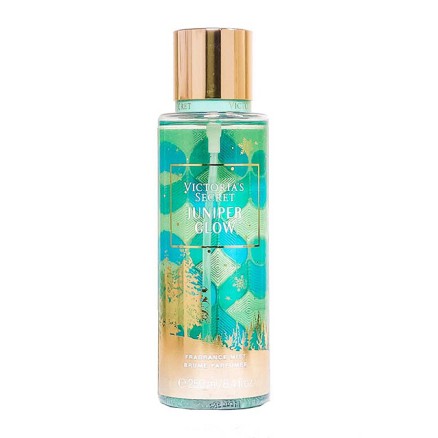 VICTORIA'S
SECRET
JUNIPER
GLOW
FRAGRANCE MIST
BRUME PARFUMÉE